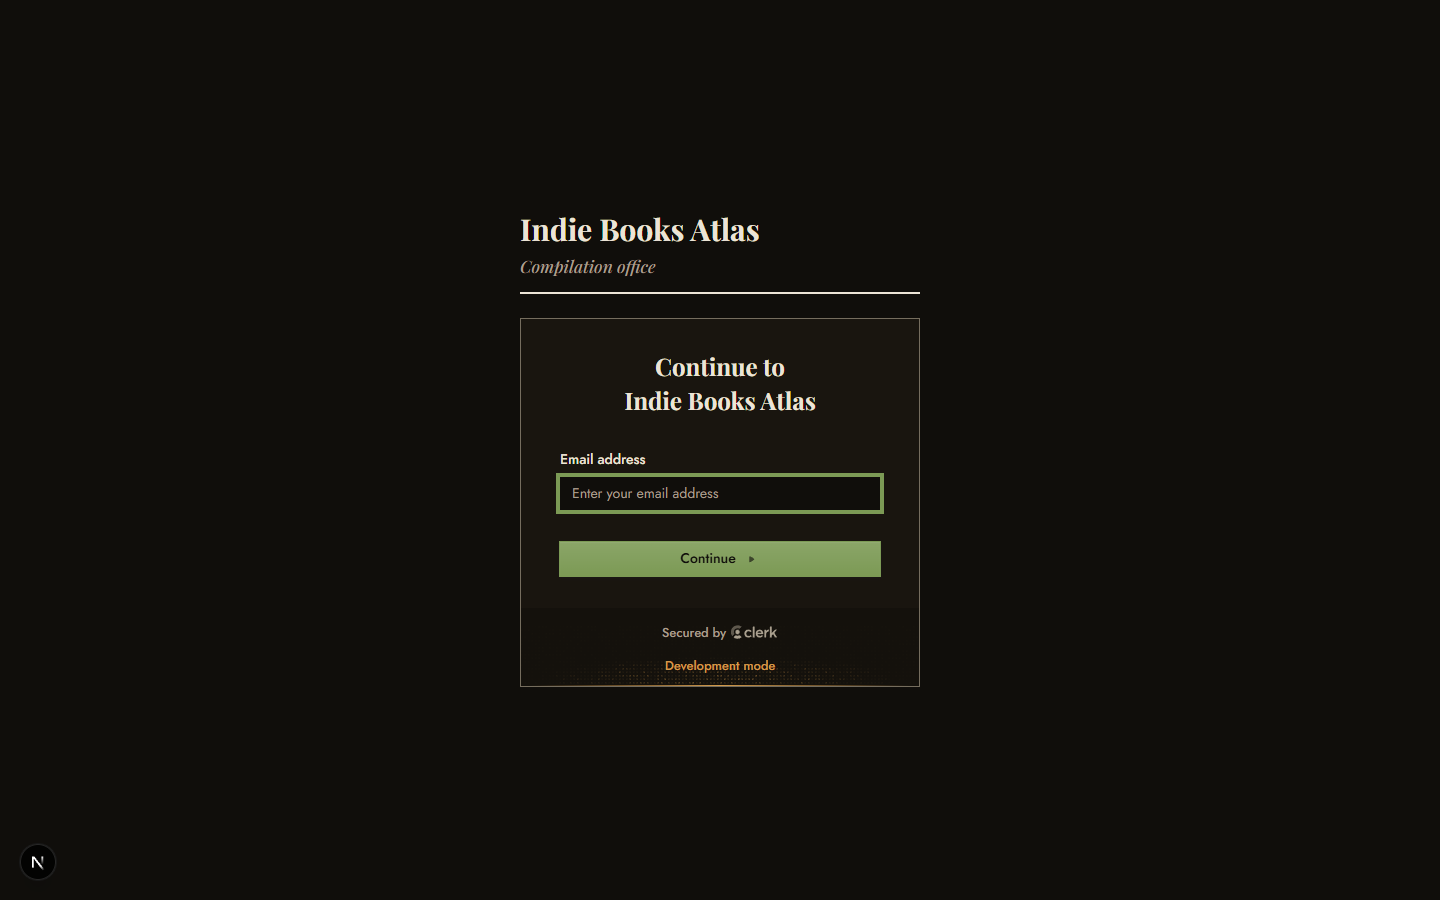 Indie Books Atlas
Compilation office
Continue to
Indie Books Atlas
Email address
Enter your email address
Continue
Secured by clerk
Development mode
N